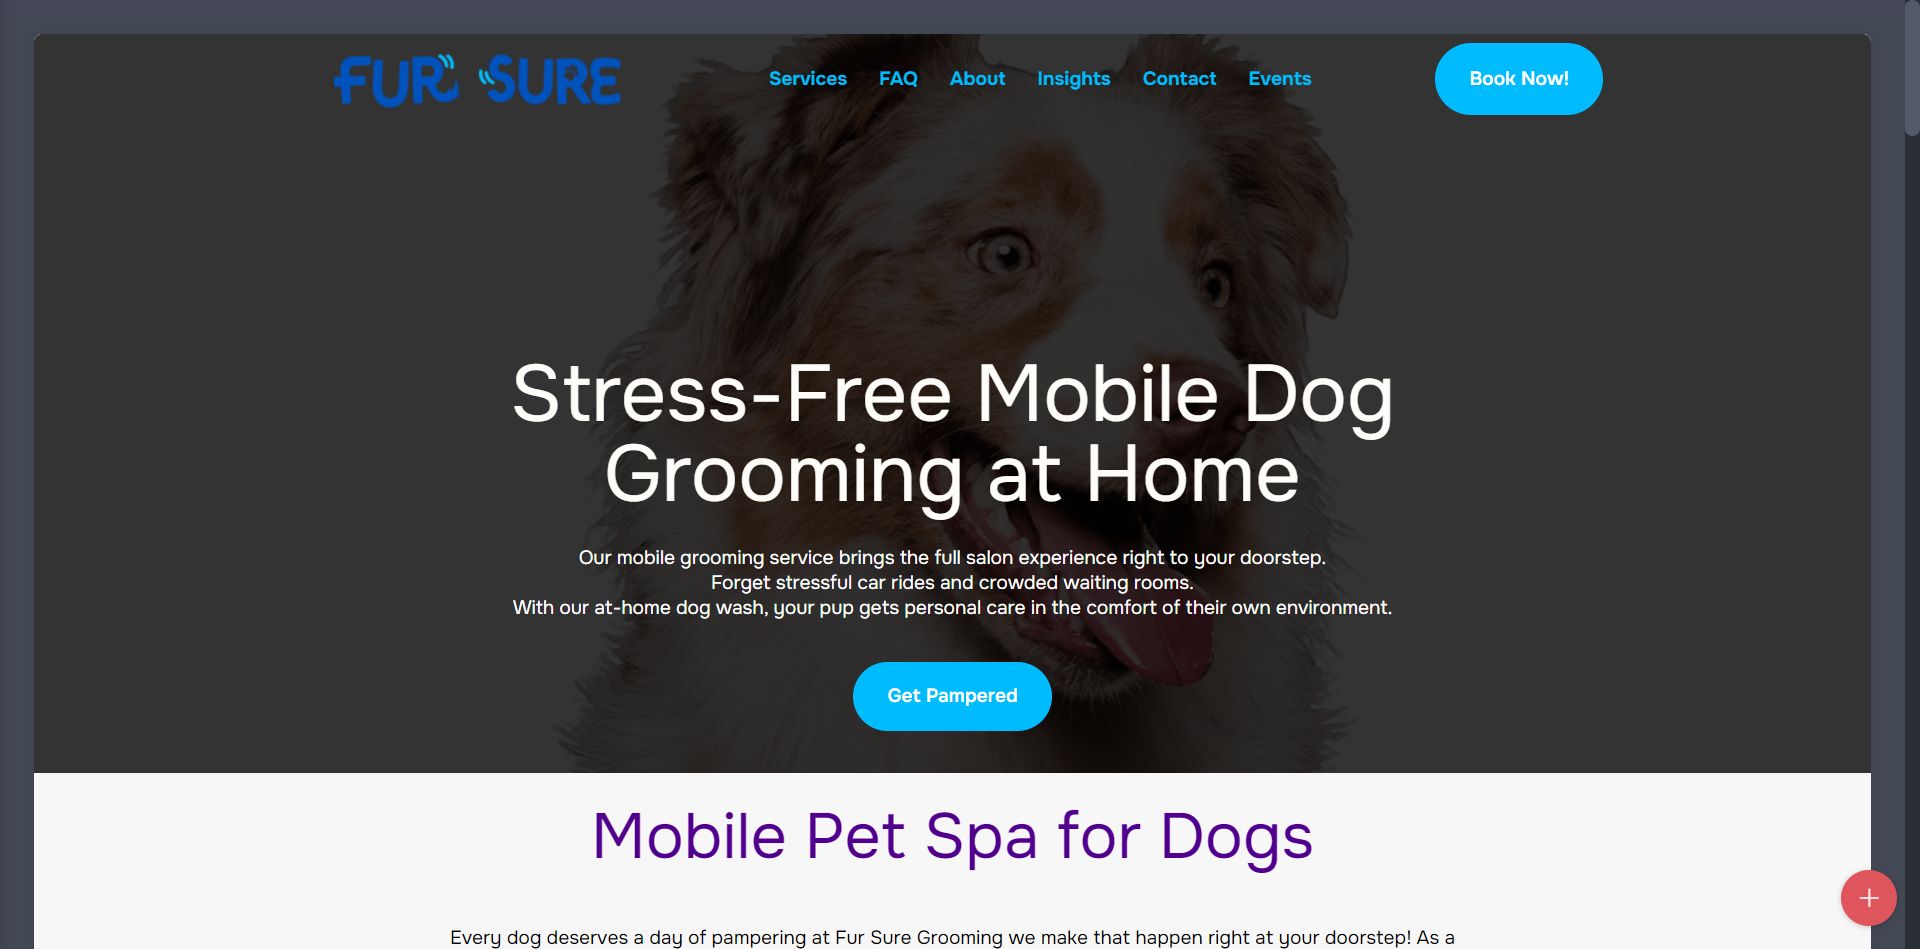 FUR SURE
Services FAQ About Insights Contact Events
Book Now!
Stress-Free Mobile Dog
Grooming at Home
Our mobile grooming service brings the full salon experience right to your doorstep.
Forget stressful car rides and crowded waiting rooms.
With our at-home dog wash, your pup gets personal care in the comfort of their own environment.
Get Pampered
Mobile Pet Spa for Dogs
Every dog deserves a day of pampering at Fur Sure Grooming we make that happen right at your doorstep! As a